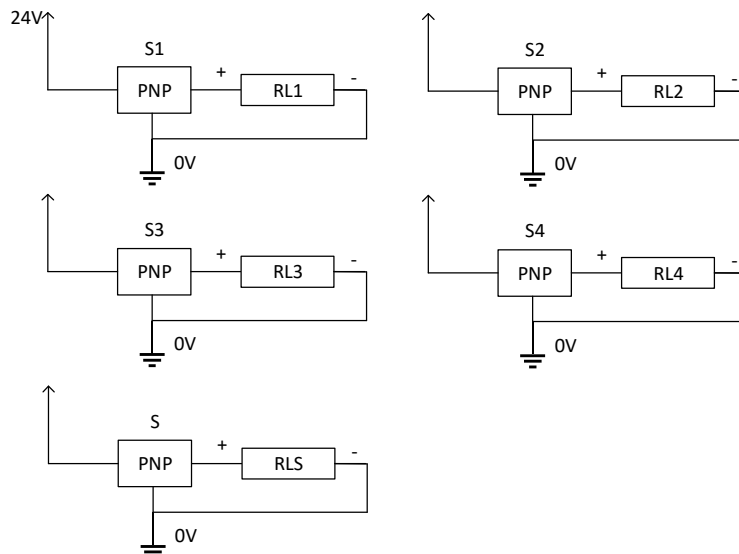 24V
S1
PNP + RL1 -
0V
S2
PNP + RL2 -
0V
S3
PNP + RL3 -
0V
S4
PNP + RL4 -
0V
S
PNP + RLS -
0V